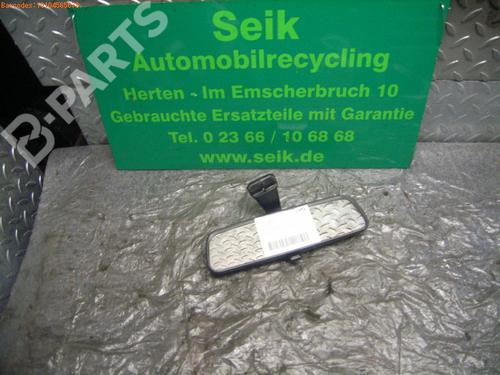 Seik
Automobilrecycling
Herten - Im Emscherbruch 10
Gebrauchte Ersatzteile mit Garantie
Tel. 0 23 66 / 10 68 68
www.seik.de
B-PARTS
B-PARTS